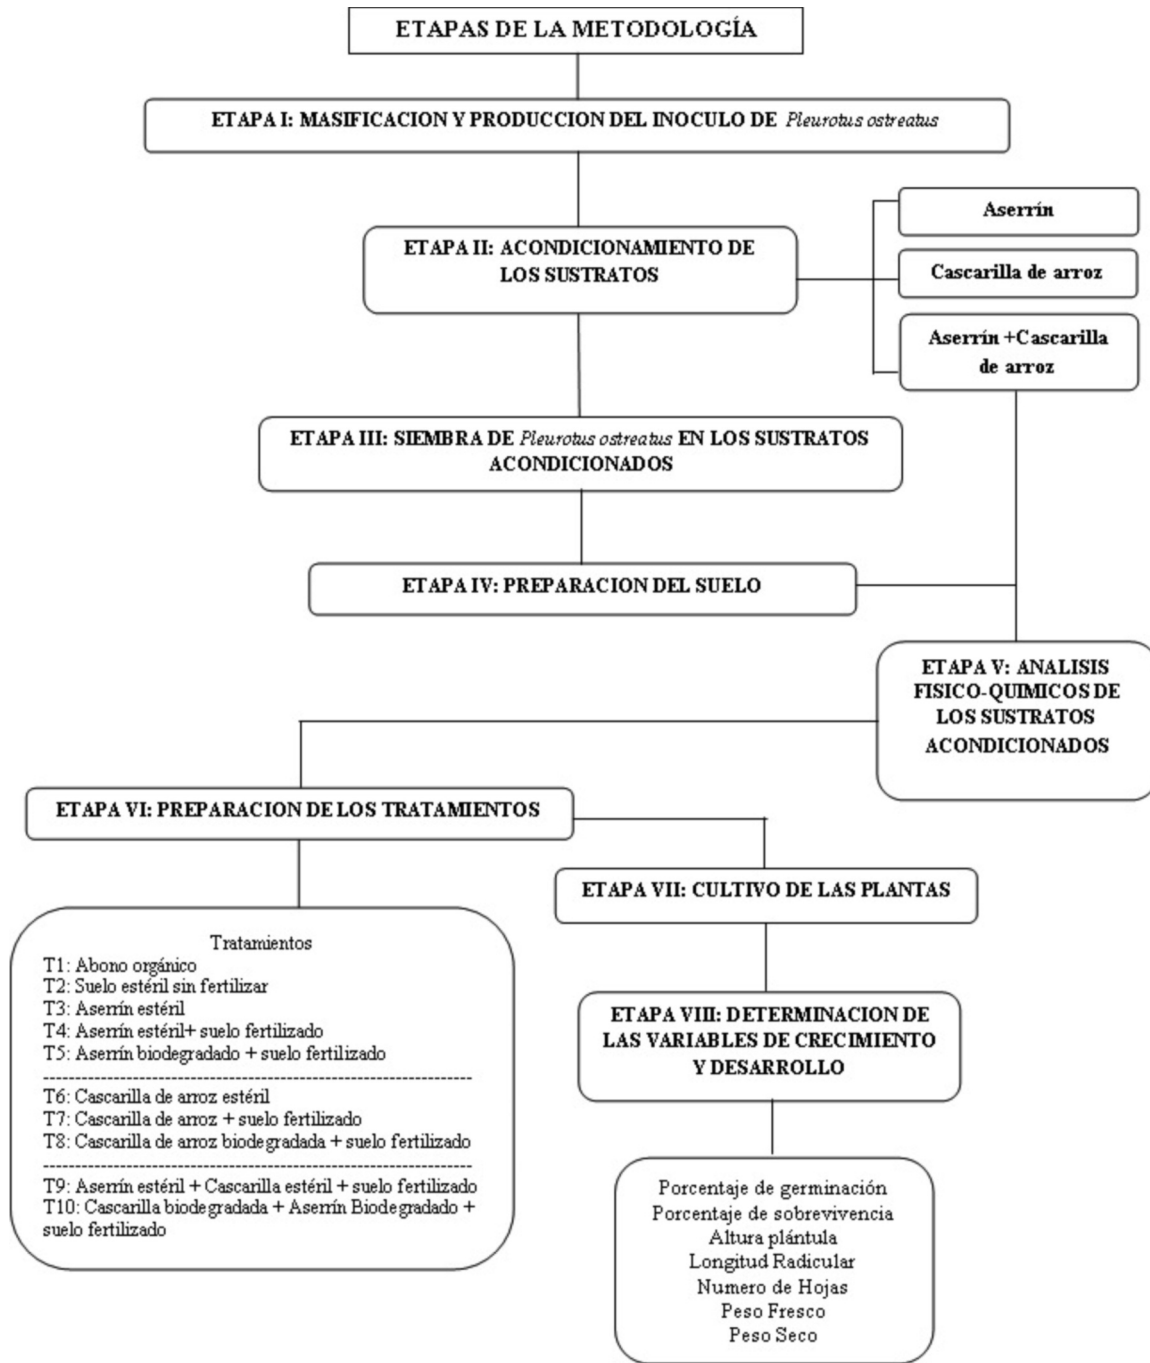 ETAPAS DE LA METODOLOGÍA
ETAPA I: MASIFICACION Y PRODUCCION DEL INOCULO DE Pleurotus ostreatus
ETAPA II: ACONDICIONAMIENTO DE
LOS SUSTRATOS
Aserrín
Cascarilla de arroz
Aserrín +Cascarilla
de arroz
ETAPA III: SIEMBRA DE Pleurotus ostreatus EN LOS SUSTRATOS
ACONDICIONADOS
ETAPA IV: PREPARACION DEL SUELO
ETAPA V: ANALISIS
FISICO-QUIMICOS DE
LOS SUSTRATOS
ACONDICIONADOS
ETAPA VI: PREPARACION DE LOS TRATAMIENTOS
Tratamientos
T1: Abono orgánico
T2: Suelo estéril sin fertilizar
T3: Aserrín estéril
T4: Aserrín estéril+ suelo fertilizado
T5: Aserrín biodegradado + suelo fertilizado
T6: Cascarilla de arroz estéril
T7: Cascarilla de arroz + suelo fertilizado
T8: Cascarilla de arroz biodegradada + suelo fertilizado
T9: Aserrín estéril + Cascarilla estéril + suelo fertilizado
T10: Cascarilla biodegradada + Aserrín Biodegradado +
suelo fertilizado
ETAPA VII: CULTIVO DE LAS PLANTAS
ETAPA VIII: DETERMINACION DE
LAS VARIABLES DE CRECIMIENTO
Y DESARROLLO
Porcentaje de germinación
Porcentaje de sobrevivencia
Altura plántula
Longitud Radicular
Numero de Hojas
Peso Fresco
Peso Seco